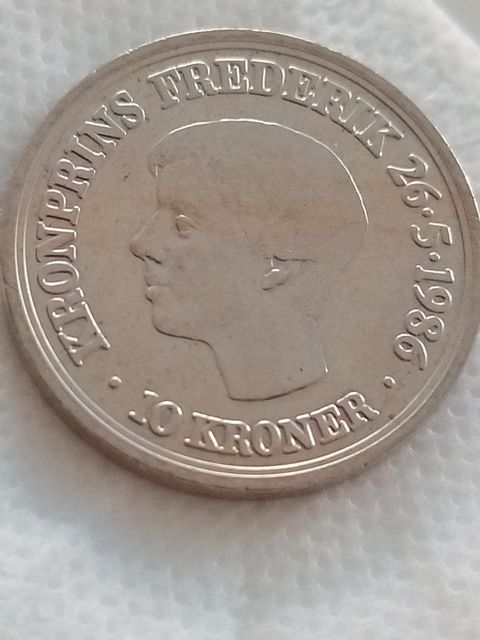 KRONPRINS FREDERIK 26·5·1986
· 10 KRONER ·